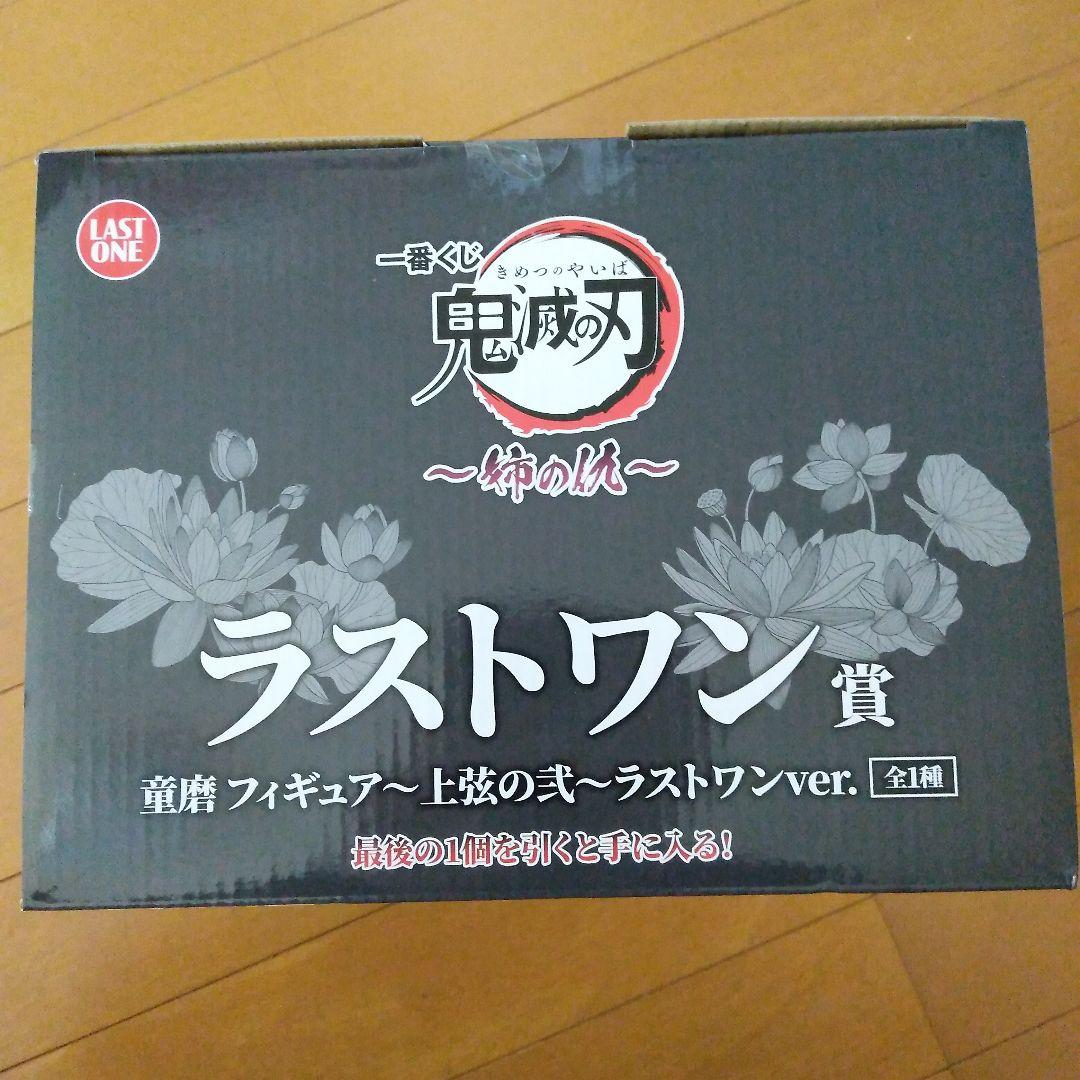 LAST
ONE
一番くじ
きめつのやいば
鬼滅の刃
~姉の仇~
ラストワン賞
童磨 フィギュア~上弦の弐~ラストワンver. 全1種
最後の1個を引くと手に入る!